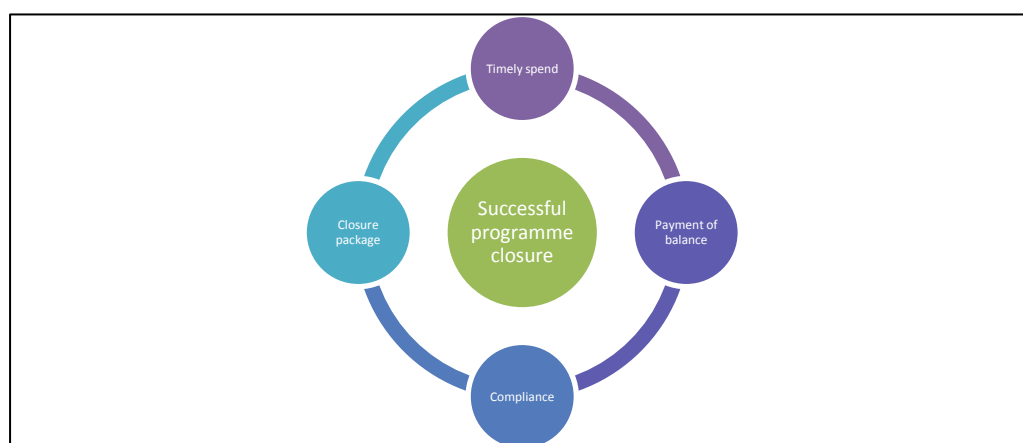 Timely spend
Successful
programme
closure
Closure
package
Payment of
balance
Compliance